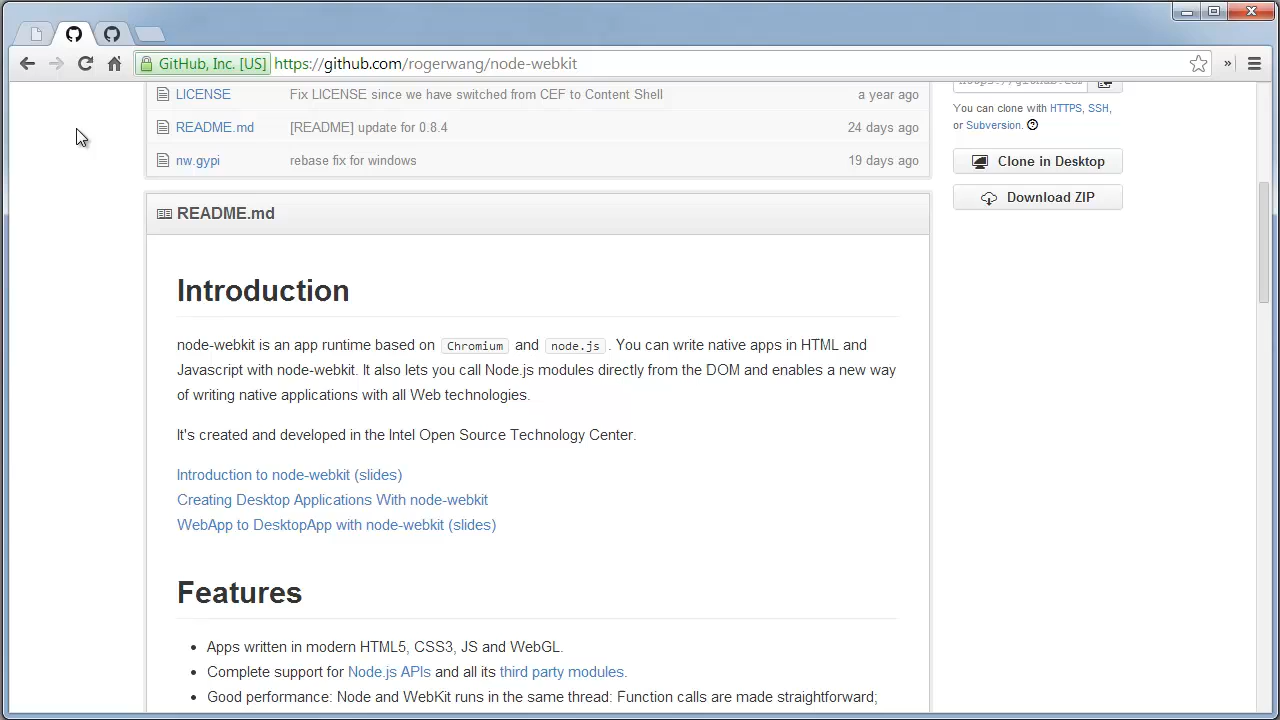 GitHub, Inc. [US] https://github.com/rogerwang/node-webkit
LICENSE Fix LICENSE since we have switched from CEF to Content Shell a year ago
README.md [README] update for 0.8.4 24 days ago
nw.gypi rebase fix for windows 19 days ago
You can clone with HTTPS, SSH,
or Subversion.
Clone in Desktop
Download ZIP
README.md
Introduction
node-webkit is an app runtime based on Chromium and node.js. You can write native apps in HTML and
Javascript with node-webkit. It also lets you call Node.js modules directly from the DOM and enables a new way
of writing native applications with all Web technologies.
It's created and developed in the Intel Open Source Technology Center.
Introduction to node-webkit (slides)
Creating Desktop Applications With node-webkit
WebApp to DesktopApp with node-webkit (slides)
Features
• Apps written in modern HTML5, CSS3, JS and WebGL.
• Complete support for Node.js APIs and all its third party modules.
• Good performance: Node and WebKit runs in the same thread: Function calls are made straightforward;